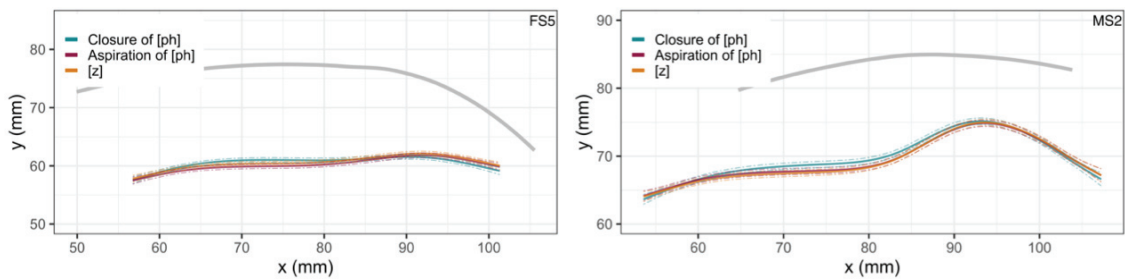 FS5
Closure of [ph]
Aspiration of [ph]
[z]
80
70
60
50
y (mm)
50 60 70 80 90 100
x (mm)
MS2
Closure of [ph]
Aspiration of [ph]
[z]
90
80
70
60
y (mm)
60 70 80 90 100
x (mm)